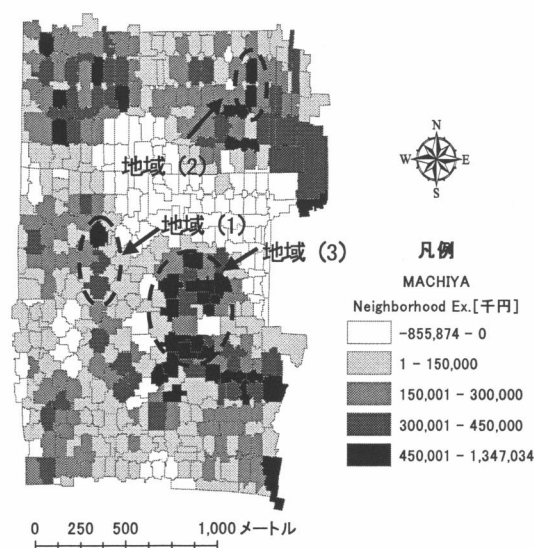 地域 (2)
地域 (1)
地域 (3)
N
W E
S
凡例
MACHIYA
Neighborhood Ex.[千円]
-855,874 - 0
1 - 150,000
150,001 - 300,000
300,001 - 450,000
450,001 - 1,347,034
0 250 500 1,000 メートル